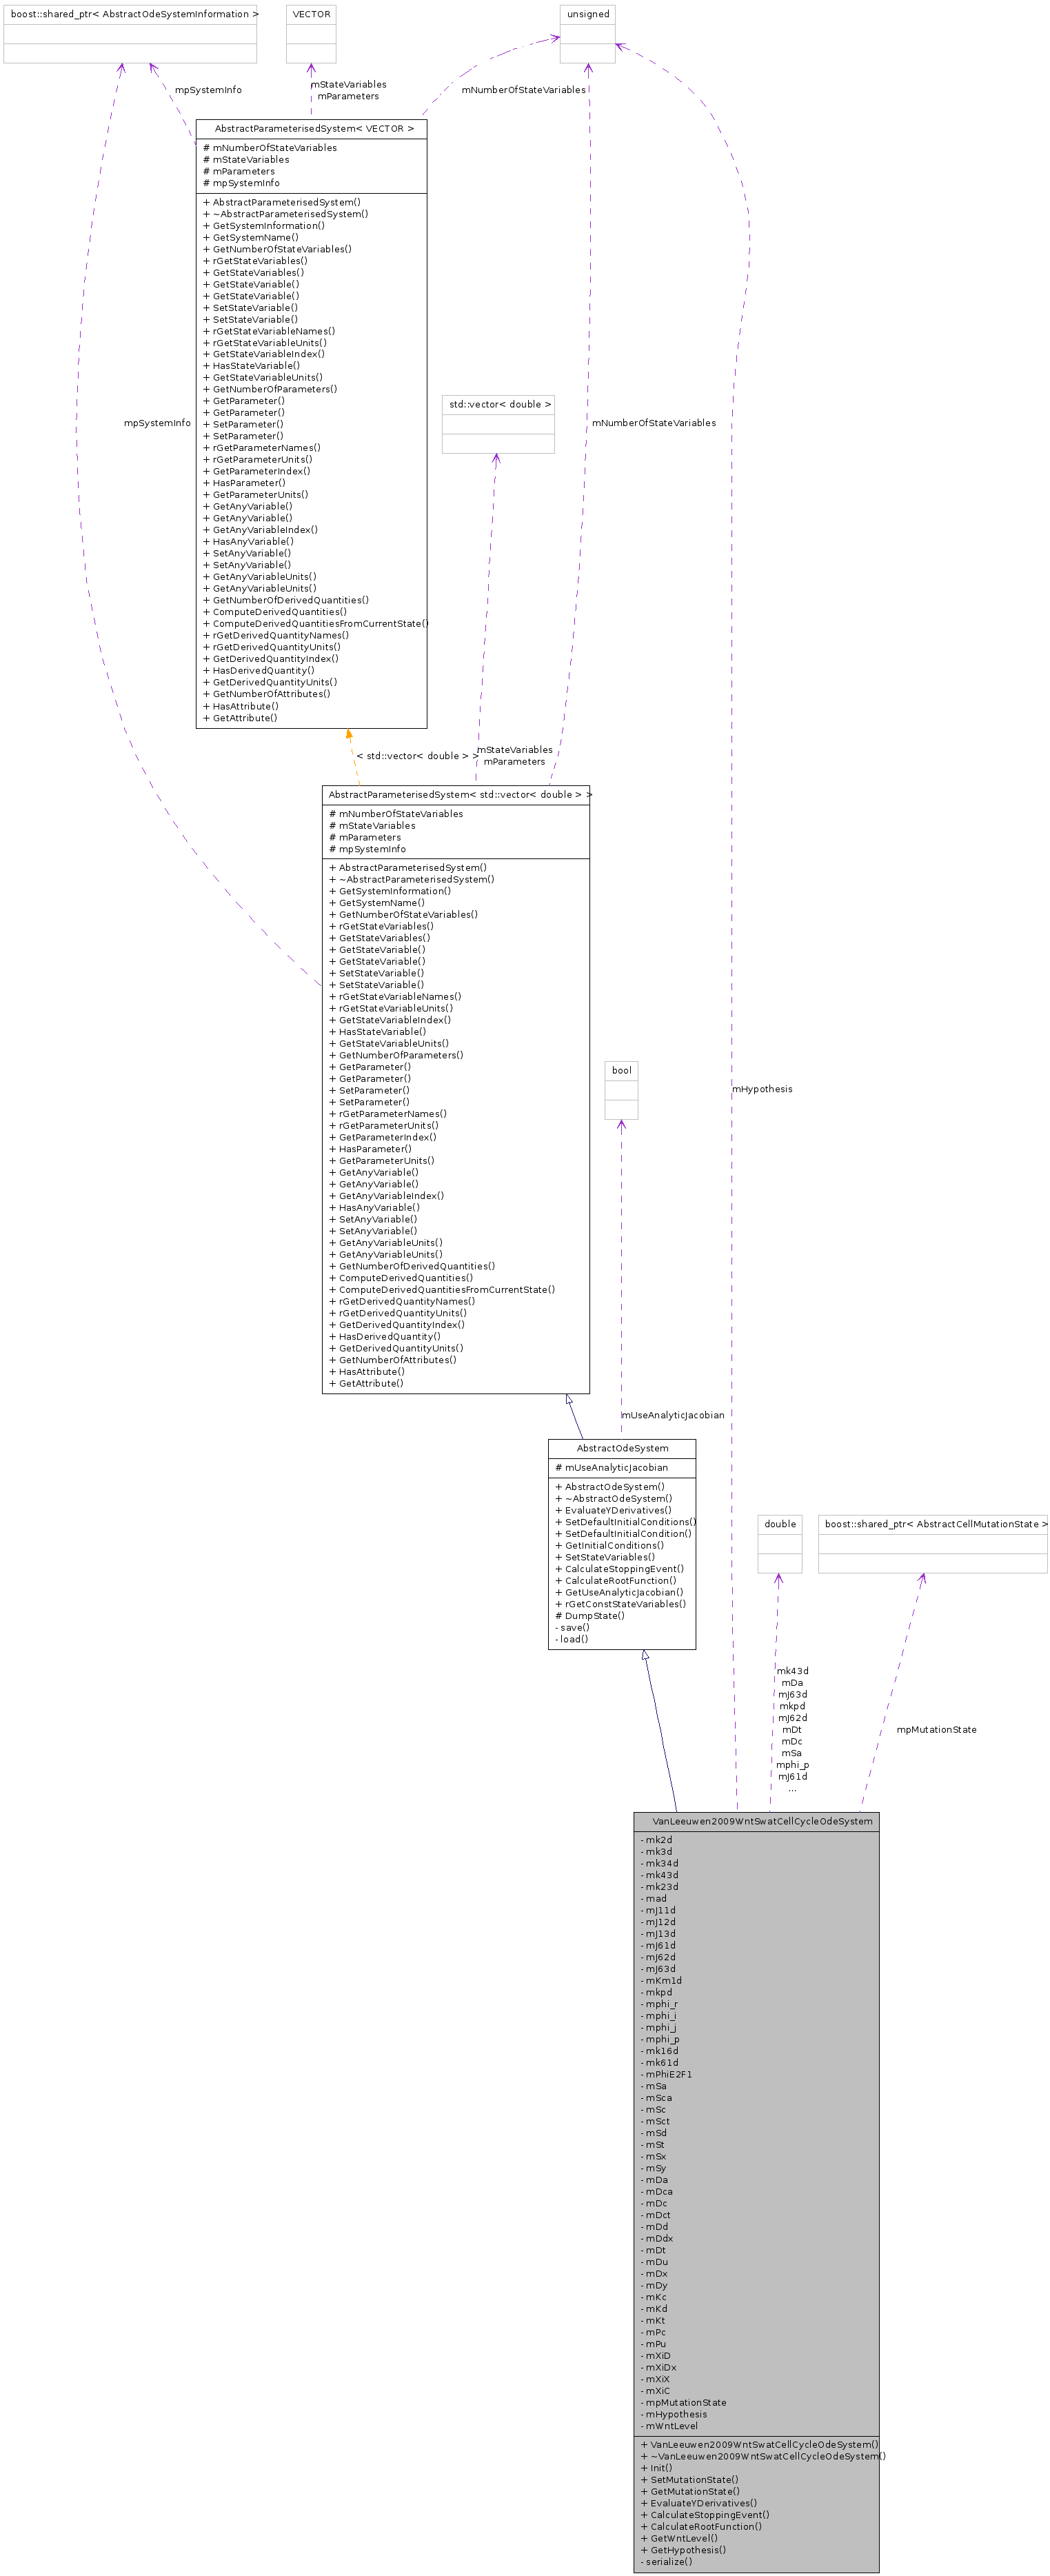 boost::shared_ptr< AbstractOdeSystemInformation >
VECTOR
unsigned
mpSystemInfo
mStateVariables
mParameters
mNumberOfStateVariables
AbstractParameterisedSystem< VECTOR >
# mNumberOfStateVariables
# mStateVariables
# mParameters
# mpSystemInfo
+ AbstractParameterisedSystem()
+ ~AbstractParameterisedSystem()
+ GetSystemInformation()
+ GetSystemName()
+ GetNumberOfStateVariables()
+ rGetStateVariables()
+ GetStateVariables()
+ GetStateVariable()
+ GetStateVariable()
+ SetStateVariable()
+ SetStateVariable()
+ rGetStateVariableNames()
+ rGetStateVariableUnits()
+ GetStateVariableIndex()
+ HasStateVariable()
+ GetStateVariableUnits()
+ GetNumberOfParameters()
+ GetParameter()
+ GetParameter()
+ SetParameter()
+ SetParameter()
+ rGetParameterNames()
+ rGetParameterUnits()
+ GetParameterIndex()
+ HasParameter()
+ GetParameterUnits()
+ GetAnyVariable()
+ GetAnyVariable()
+ GetAnyVariableIndex()
+ HasAnyVariable()
+ SetAnyVariable()
+ SetAnyVariable()
+ GetAnyVariableUnits()
+ GetAnyVariableUnits()
+ GetNumberOfDerivedQuantities()
+ ComputeDerivedQuantities()
+ ComputeDerivedQuantitiesFromCurrentState()
+ rGetDerivedQuantityNames()
+ rGetDerivedQuantityUnits()
+ GetDerivedQuantityIndex()
+ HasDerivedQuantity()
+ GetDerivedQuantityUnits()
+ GetNumberOfAttributes()
+ HasAttribute()
+ GetAttribute()
std::vector< double >
mpSystemInfo
mNumberOfStateVariables
< std::vector< double > >
mStateVariables
mParameters
AbstractParameterisedSystem< std::vector< double > >
# mNumberOfStateVariables
# mStateVariables
# mParameters
# mpSystemInfo
+ AbstractParameterisedSystem()
+ ~AbstractParameterisedSystem()
+ GetSystemInformation()
+ GetSystemName()
+ GetNumberOfStateVariables()
+ rGetStateVariables()
+ GetStateVariables()
+ GetStateVariable()
+ GetStateVariable()
+ SetStateVariable()
+ SetStateVariable()
+ rGetStateVariableNames()
+ rGetStateVariableUnits()
+ GetStateVariableIndex()
+ HasStateVariable()
+ GetStateVariableUnits()
+ GetNumberOfParameters()
+ GetParameter()
+ GetParameter()
+ SetParameter()
+ SetParameter()
+ rGetParameterNames()
+ rGetParameterUnits()
+ GetParameterIndex()
+ HasParameter()
+ GetParameterUnits()
+ GetAnyVariable()
+ GetAnyVariable()
+ GetAnyVariableIndex()
+ HasAnyVariable()
+ SetAnyVariable()
+ SetAnyVariable()
+ GetAnyVariableUnits()
+ GetAnyVariableUnits()
+ GetNumberOfDerivedQuantities()
+ ComputeDerivedQuantities()
+ ComputeDerivedQuantitiesFromCurrentState()
+ rGetDerivedQuantityNames()
+ rGetDerivedQuantityUnits()
+ GetDerivedQuantityIndex()
+ HasDerivedQuantity()
+ GetDerivedQuantityUnits()
+ GetNumberOfAttributes()
+ HasAttribute()
+ GetAttribute()
bool
mHypothesis
mUseAnalyticJacobian
AbstractOdeSystem
# mUseAnalyticJacobian
+ AbstractOdeSystem()
+ ~AbstractOdeSystem()
+ EvaluateYDerivatives()
+ SetDefaultInitialConditions()
+ SetDefaultInitialCondition()
+ GetInitialConditions()
+ SetStateVariables()
+ CalculateStoppingEvent()
+ CalculateRootFunction()
+ GetUseAnalyticJacobian()
+ rGetConstStateVariables()
# DumpState()
- save()
- load()
double
boost::shared_ptr< AbstractCellMutationState >
mk43d
mDa
mJ63d
mkpd
mJ62d
mDt
mDc
mSa
mphi_p
mJ61d
...
mpMutationState
VanLeeuwen2009WntSwatCellCycleOdeSystem
- mk2d
- mk3d
- mk34d
- mk43d
- mk23d
- mad
- mJ11d
- mJ12d
- mJ13d
- mJ61d
- mJ62d
- mJ63d
- mKm1d
- mkpd
- mphi_r
- mphi_i
- mphi_j
- mphi_p
- mk16d
- mk61d
- mPhiE2F1
- mSa
- mSca
- mSc
- mSct
- mSd
- mSt
- mSx
- mSy
- mDa
- mDca
- mDc
- mDct
- mDd
- mDdx
- mDt
- mDu
- mDx
- mDy
- mKc
- mKd
- mKt
- mPc
- mPu
- mXiD
- mXiDx
- mXiX
- mXiC
- mpMutationState
- mHypothesis
- mWntLevel
+ VanLeeuwen2009WntSwatCellCycleOdeSystem()
+ ~VanLeeuwen2009WntSwatCellCycleOdeSystem()
+ Init()
+ SetMutationState()
+ GetMutationState()
+ EvaluateYDerivatives()
+ CalculateStoppingEvent()
+ CalculateRootFunction()
+ GetWntLevel()
+ GetHypothesis()
- serialize()